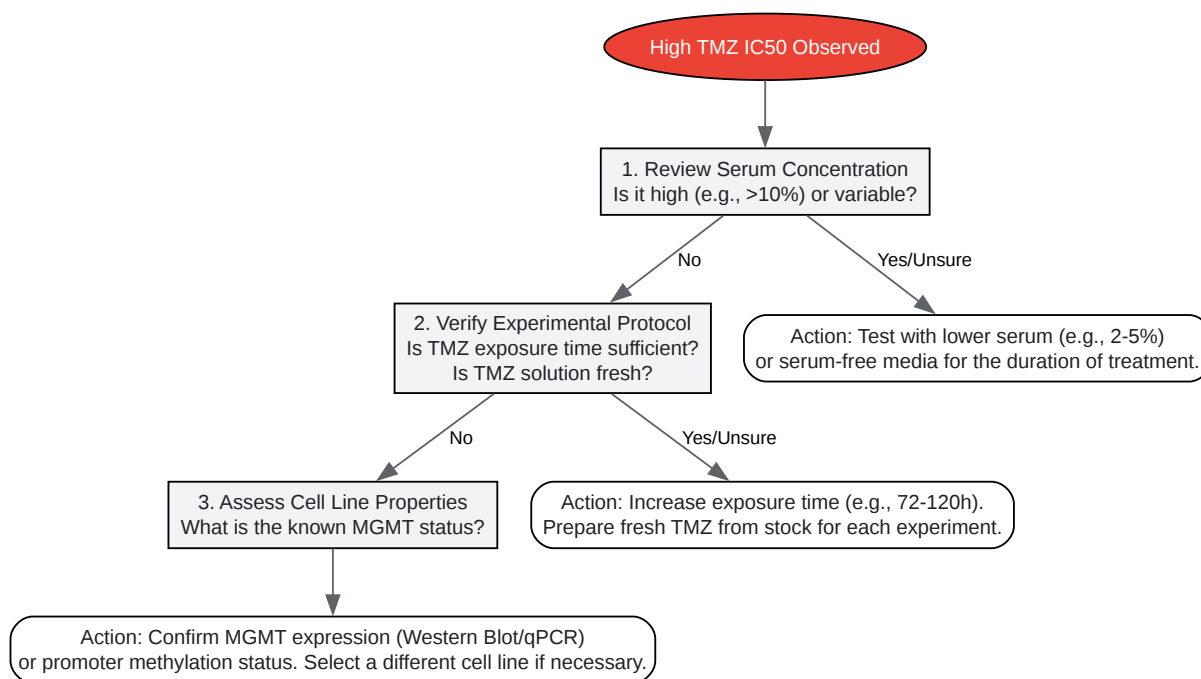 High TMZ IC50 Observed
1. Review Serum Concentration
Is it high (e.g., >10%) or variable?
No
Yes/Unsure
2. Verify Experimental Protocol
Is TMZ exposure time sufficient?
Is TMZ solution fresh?
Action: Test with lower serum (e.g., 2-5%)
or serum-free media for the duration of treatment.
No
Yes/Unsure
3. Assess Cell Line Properties
What is the known MGMT status?
Action: Increase exposure time (e.g., 72-120h).
Prepare fresh TMZ from stock for each experiment.
Action: Confirm MGMT expression (Western Blot/qPCR)
or promoter methylation status. Select a different cell line if necessary.